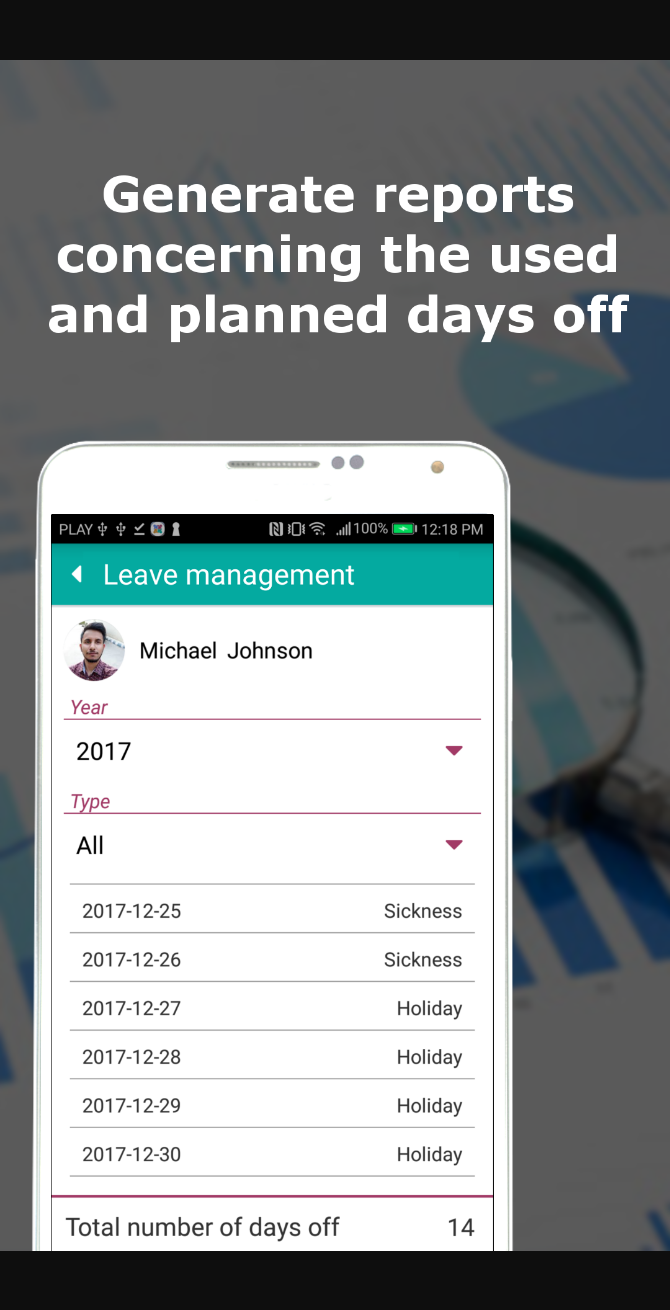 Generate reports
concerning the used
and planned days off
PLAY 100% 12:18 PM
Leave management
Michael Johnson
Year
2017
Type
All
2017-12-25 Sickness
2017-12-26 Sickness
2017-12-27 Holiday
2017-12-28 Holiday
2017-12-29 Holiday
2017-12-30 Holiday
Total number of days off 14